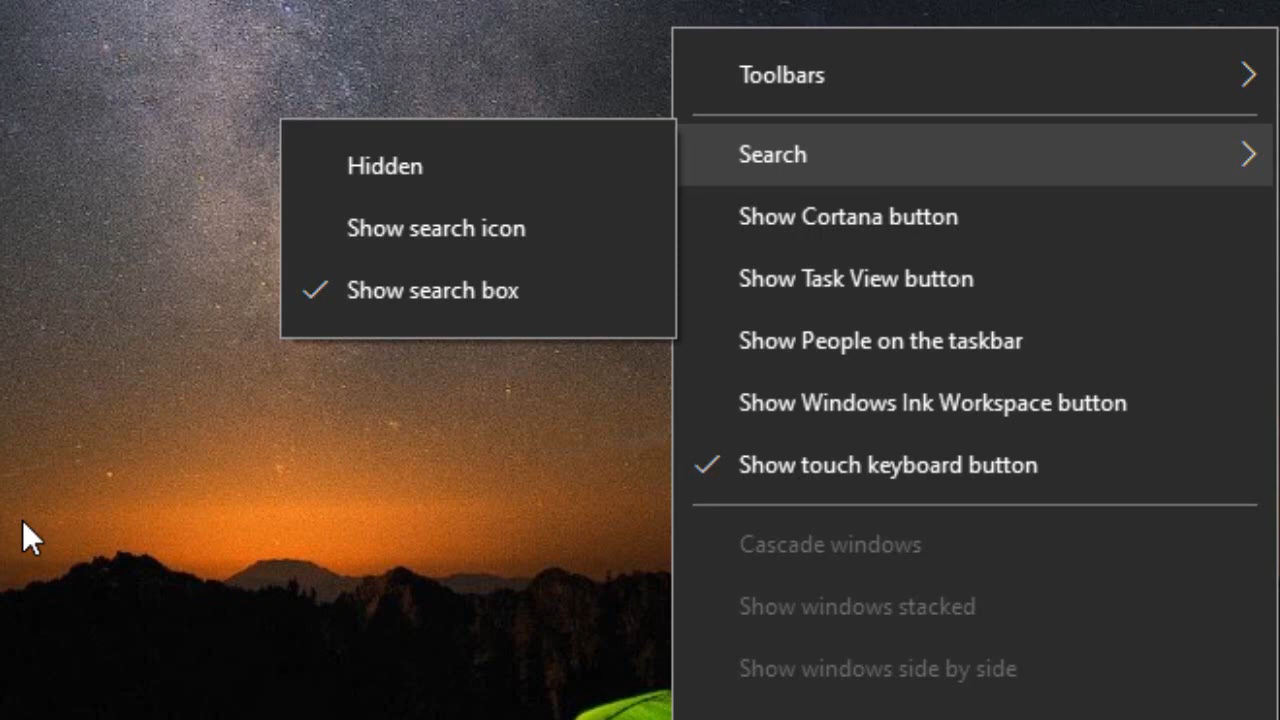 Toolbars
Search
Hidden
Show search icon
Show search box
Show Cortana button
Show Task View button
Show People on the taskbar
Show Windows Ink Workspace button
Show touch keyboard button
Cascade windows
Show windows stacked
Show windows side by side